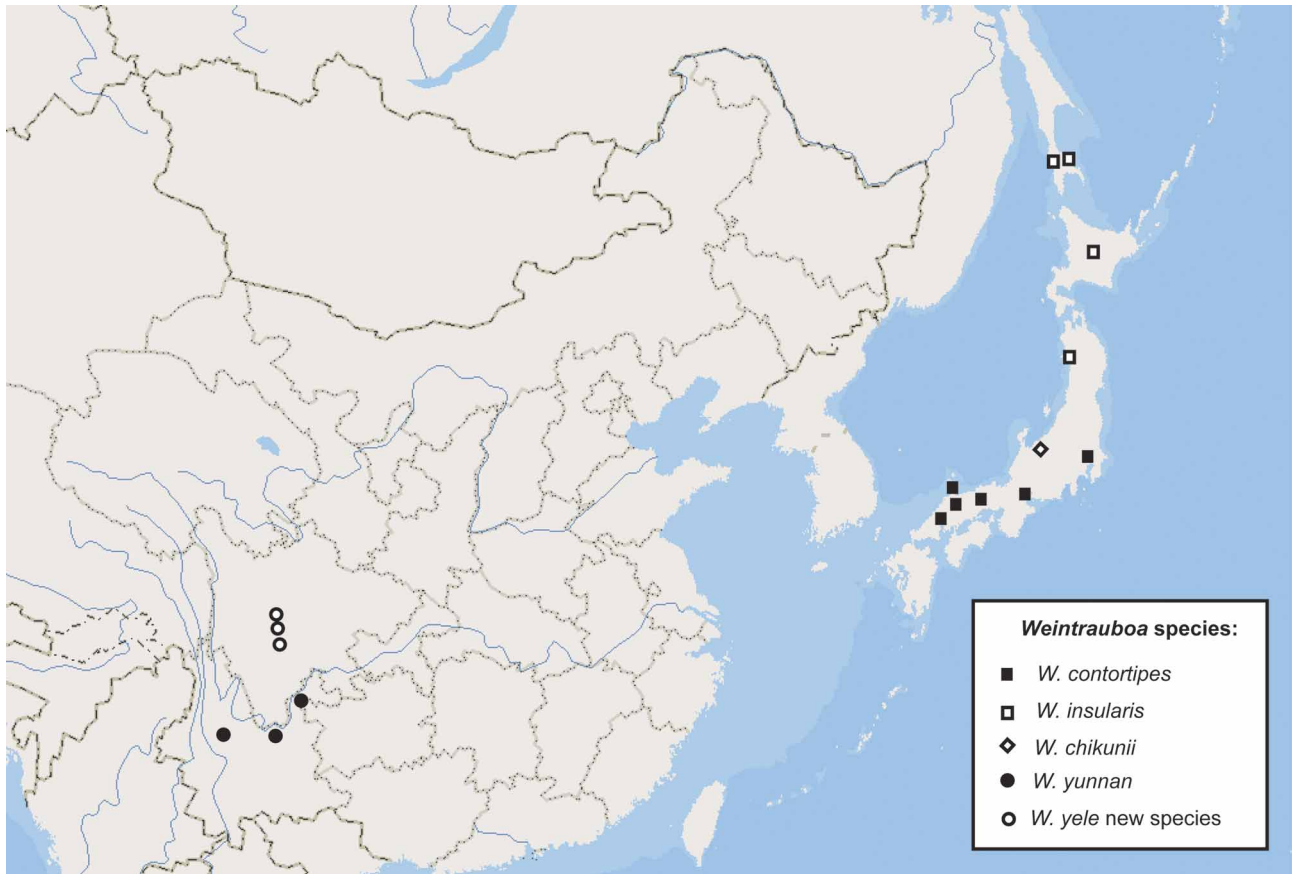 Weintrauboa species:
W. contortipes
W. insularis
W. chikunii
W. yunnan
W. yele new species